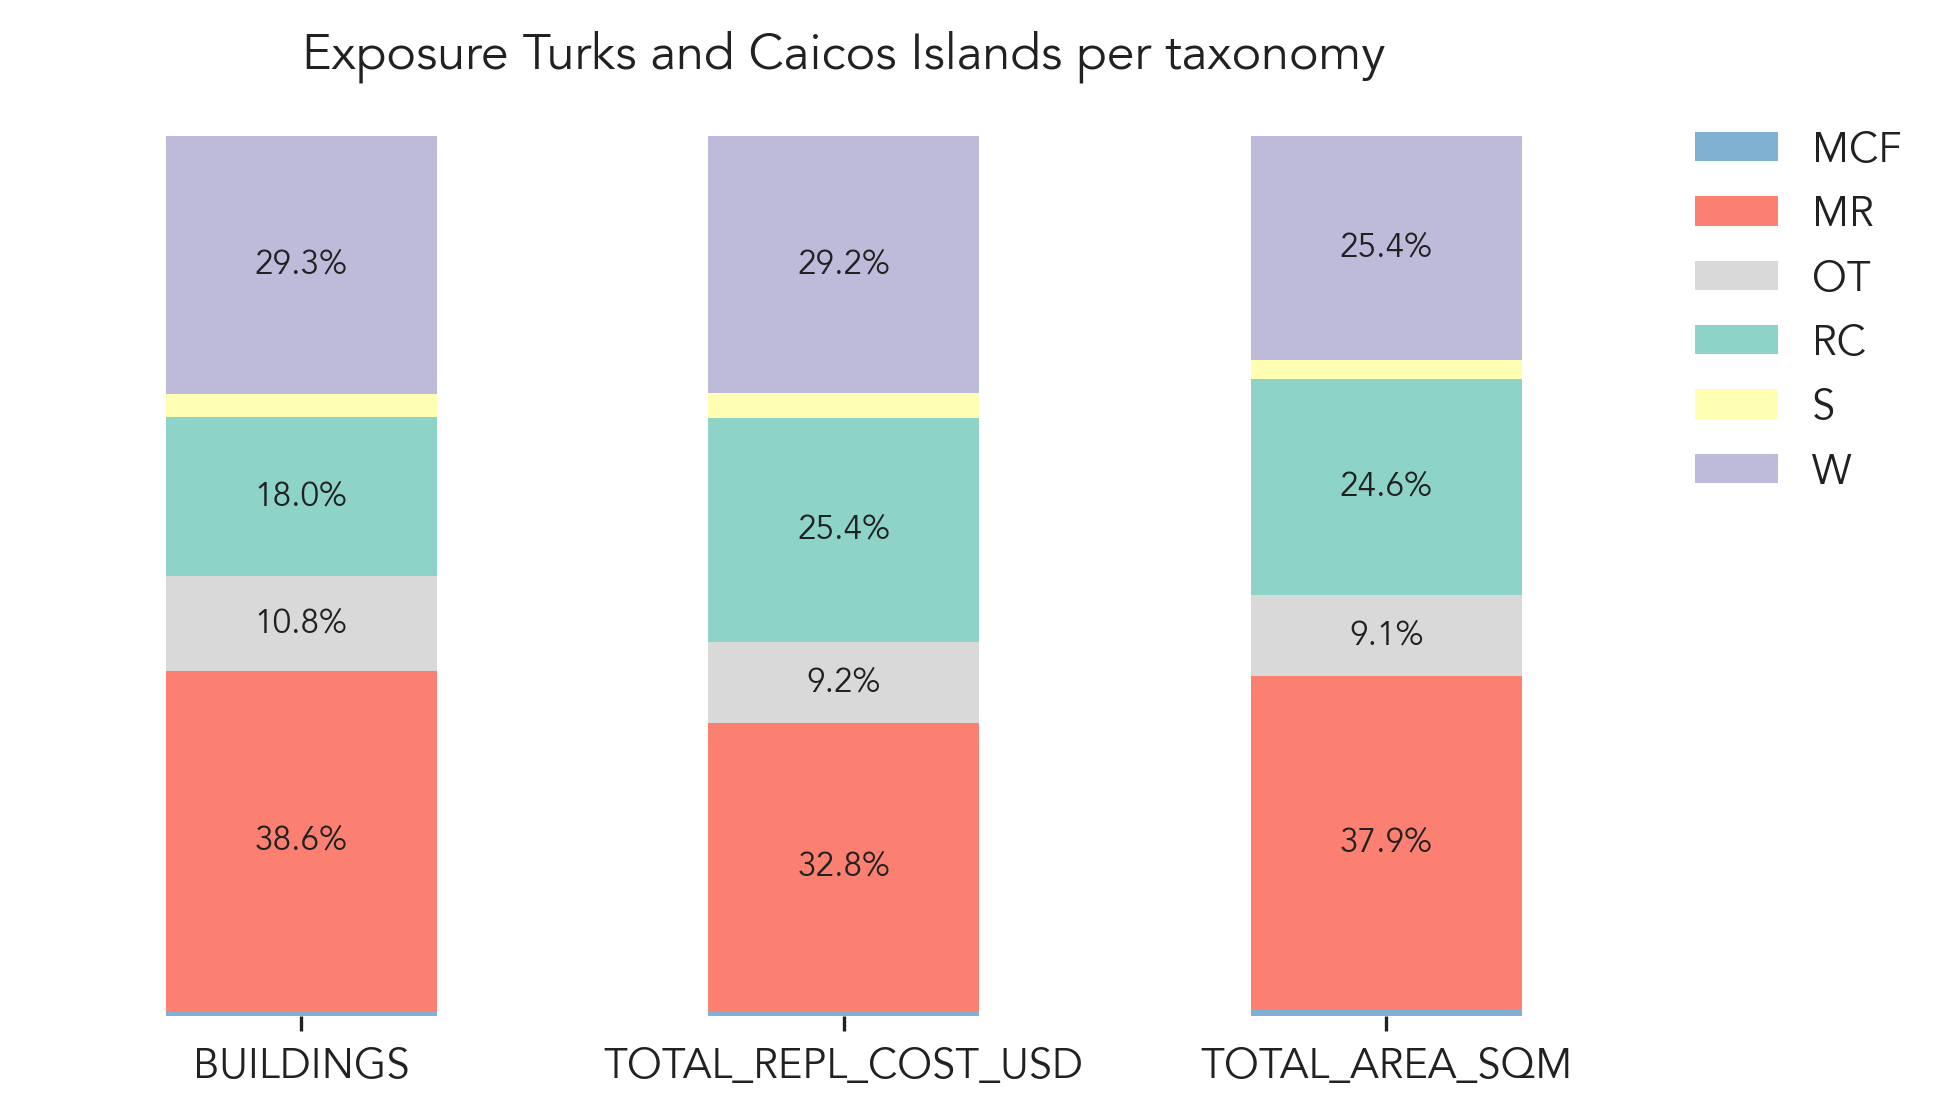 Exposure Turks and Caicos Islands per taxonomy
29.3%
18.0%
10.8%
38.6%
29.2%
25.4%
9.2%
32.8%
25.4%
24.6%
9.1%
37.9%
BUILDINGS
TOTAL_REPL_COST_USD
TOTAL_AREA_SQM
MCF
MR
OT
RC
S
W